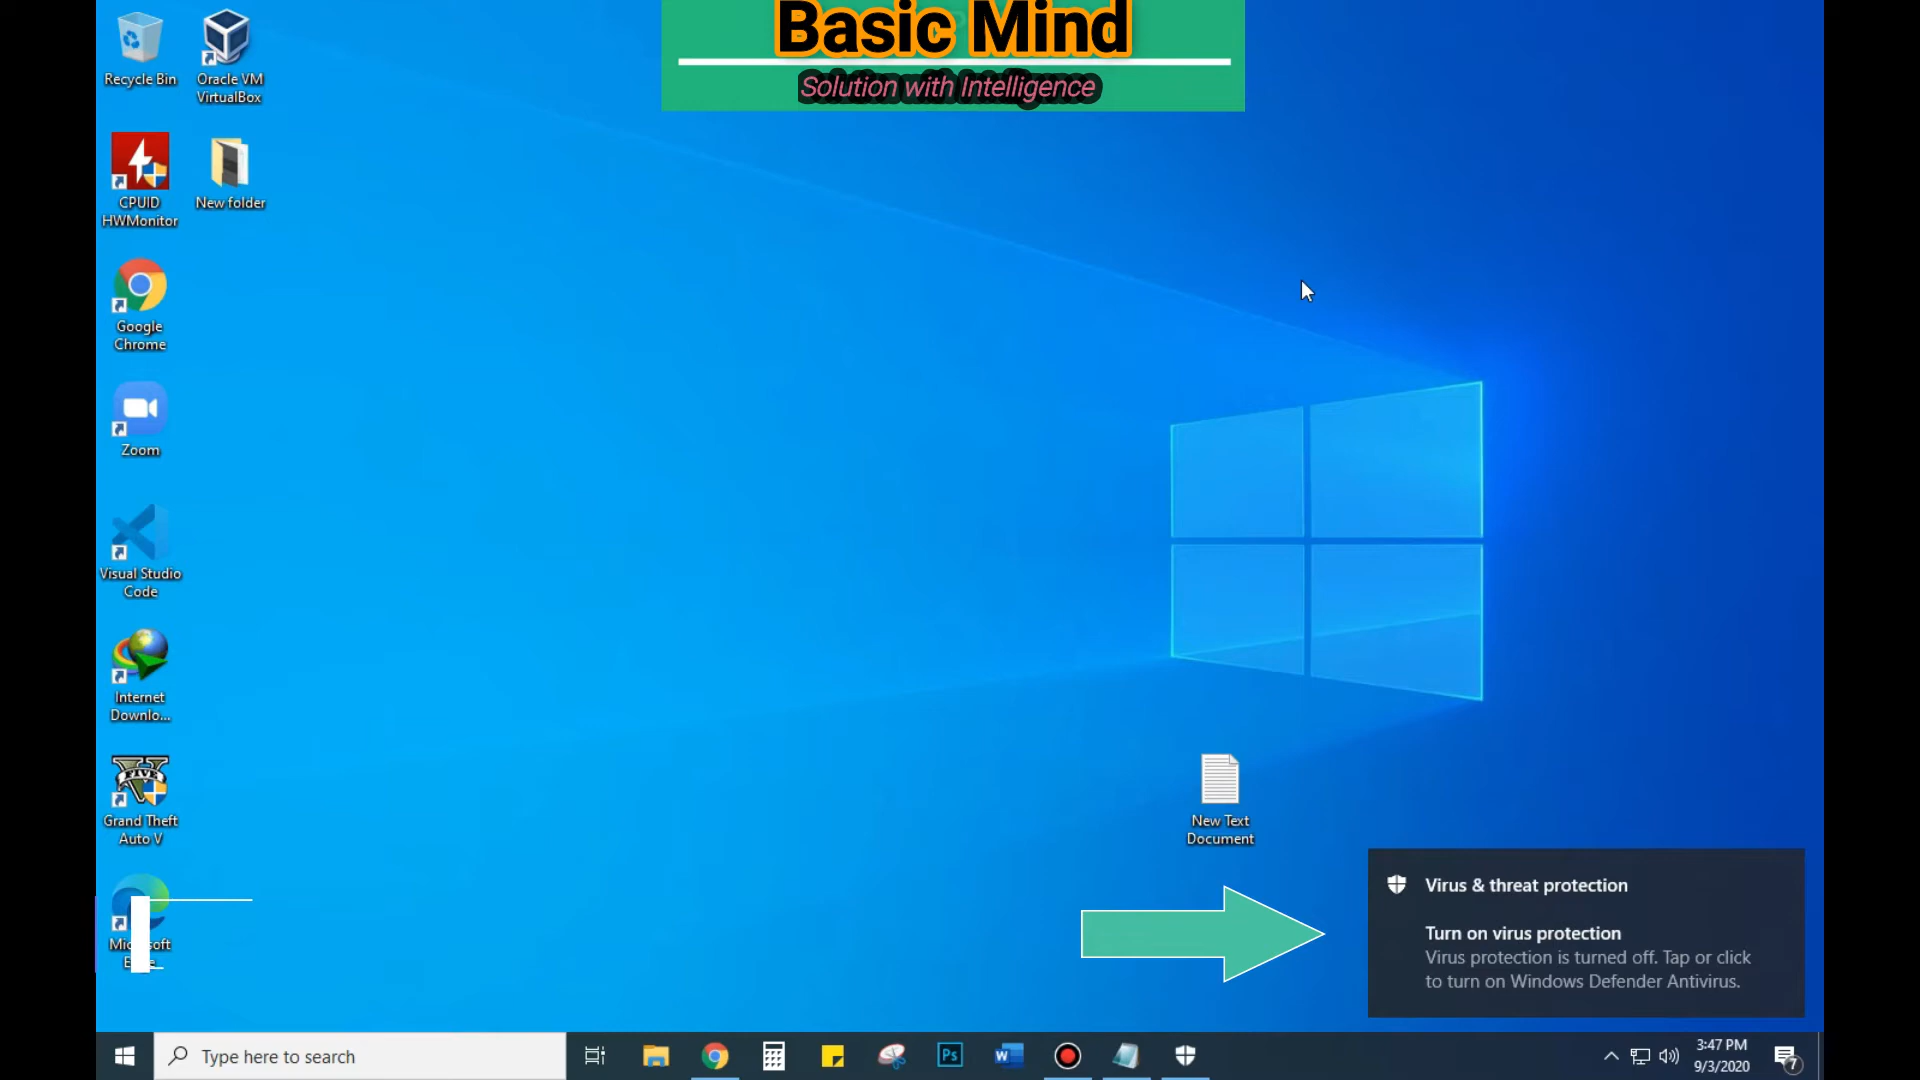 Basic Mind
Solution with Intelligence
Recycle Bin
Oracle VM
VirtualBox
CPUID
HWMonitor
New folder
Google
Chrome
Zoom
Visual Studio
Code
Internet
Downlo...
FIVE
Grand Theft
Auto V
New Text
Document
Virus & threat protection
Turn on virus protection
Virus protection is turned off. Tap or click
to turn on Windows Defender Antivirus.
Type here to search
Ps
W
3:47 PM
9/3/2020
7